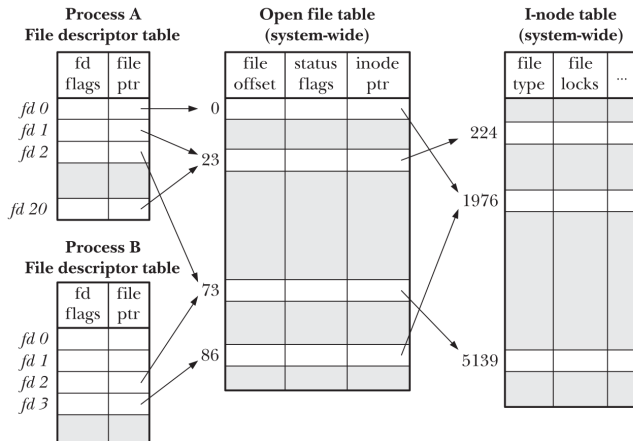 Process A
File descriptor table
fd
flags
file
ptr
fd 0
fd 1
fd 2
fd 20
Process B
File descriptor table
fd
flags
file
ptr
fd 0
fd 1
fd 2
fd 3
Open file table
(system-wide)
file
offset
status
flags
inode
ptr
0
23
73
86
I-node table
(system-wide)
file
type
file
locks
...
224
1976
5139